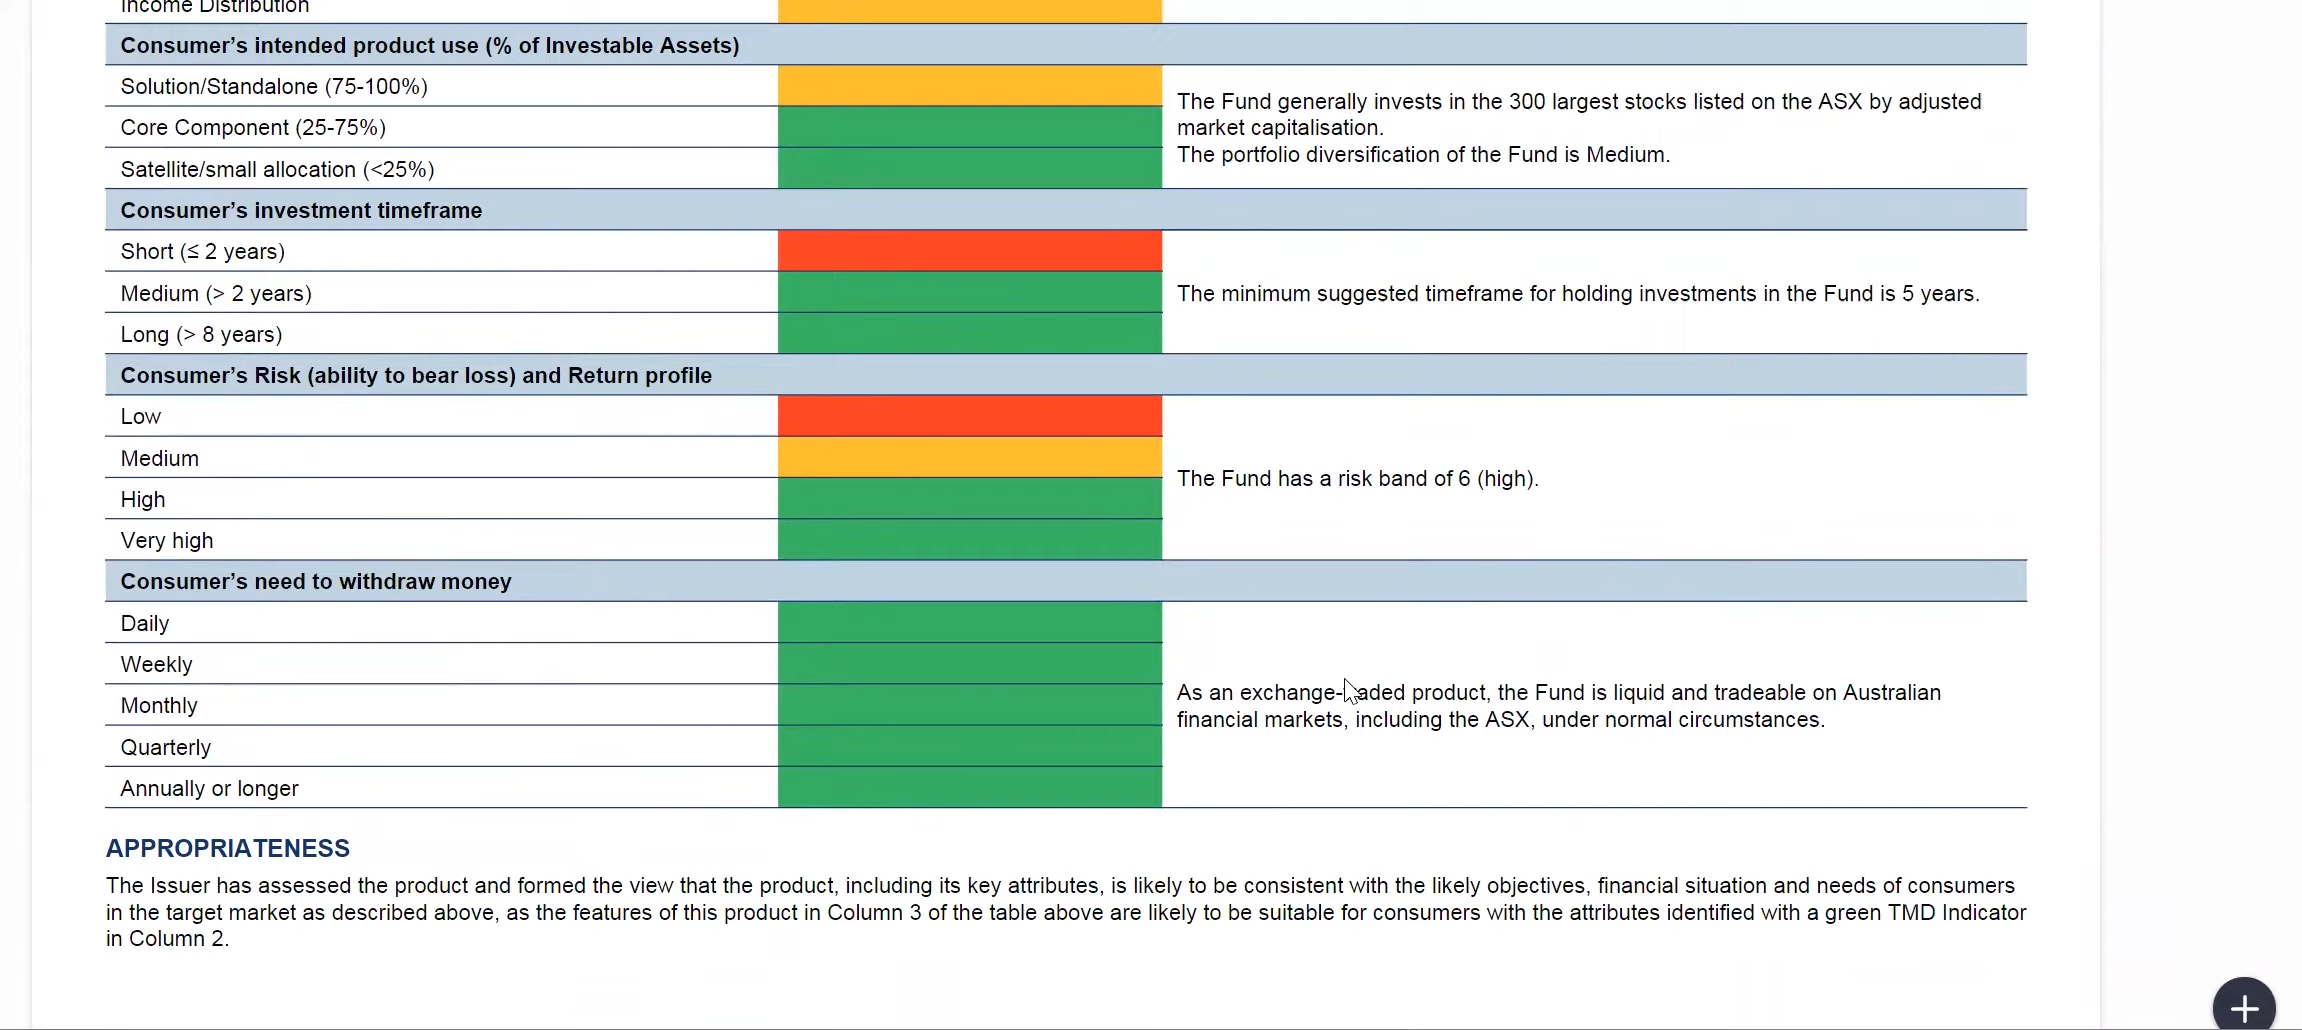 Income Distribution
Consumer’s intended product use (% of Investable Assets)
Solution/Standalone (75-100%)
Core Component (25-75%)
Satellite/small allocation (<25%)
The Fund generally invests in the 300 largest stocks listed on the ASX by adjusted
market capitalisation.
The portfolio diversification of the Fund is Medium.
Consumer’s investment timeframe
Short (≤ 2 years)
Medium (> 2 years)
Long (> 8 years)
The minimum suggested timeframe for holding investments in the Fund is 5 years.
Consumer’s Risk (ability to bear loss) and Return profile
Low
Medium
High
Very high
The Fund has a risk band of 6 (high).
Consumer’s need to withdraw money
Daily
Weekly
Monthly
Quarterly
Annually or longer
As an exchange-traded product, the Fund is liquid and tradeable on Australian
financial markets, including the ASX, under normal circumstances.
APPROPRIATENESS
The Issuer has assessed the product and formed the view that the product, including its key attributes, is likely to be consistent with the likely objectives, financial situation and needs of consumers
in the target market as described above, as the features of this product in Column 3 of the table above are likely to be suitable for consumers with the attributes identified with a green TMD Indicator
in Column 2.